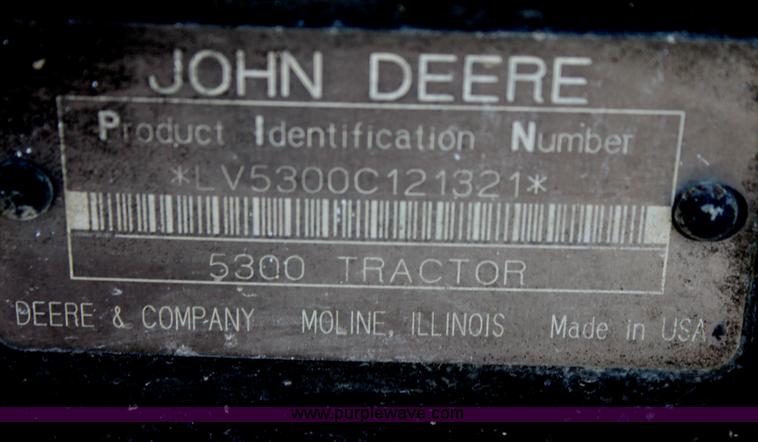 JOHN DEERE
Product Identification Number
*LV5300C121321*
5300 TRACTOR
DEERE & COMPANY MOLINE, ILLINOIS Made in USA
www.purplewave.com